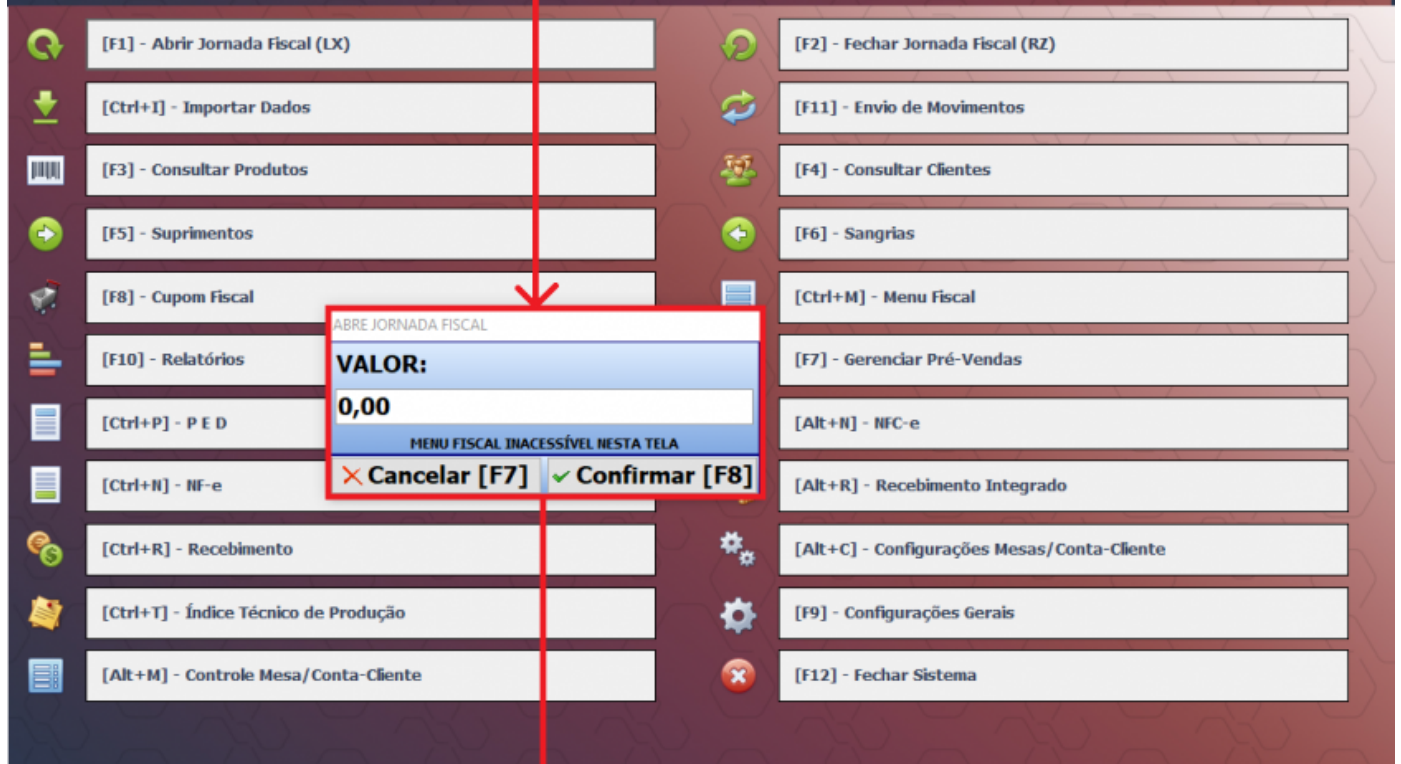 [F1] - Abrir Jornada Fiscal (LX)
[F2] - Fechar Jornada Fiscal (RZ)
[Ctrl+I] - Importar Dados
[F11] - Envio de Movimentos
[F3] - Consultar Produtos
[F4] - Consultar Clientes
[F5] - Suprimentos
[F6] - Sangrias
[F8] - Cupom Fiscal
[Ctrl+M] - Menu Fiscal
[F10] - Relatórios
[F7] - Gerenciar Pré-Vendas
[Ctrl+P] - P E D
[Alt+N] - NFC-e
[Ctrl+N] - NF-e
[Alt+R] - Recebimento Integrado
[Ctrl+R] - Recebimento
[Alt+C] - Configurações Mesas/Conta-Cliente
[Ctrl+T] - Índice Técnico de Produção
[F9] - Configurações Gerais
[Alt+M] - Controle Mesa/Conta-Cliente
[F12] - Fechar Sistema
ABRE JORNADA FISCAL
VALOR:
0,00
MENU FISCAL INACESSÍVEL NESTA TELA
Cancelar [F7]
Confirmar [F8]